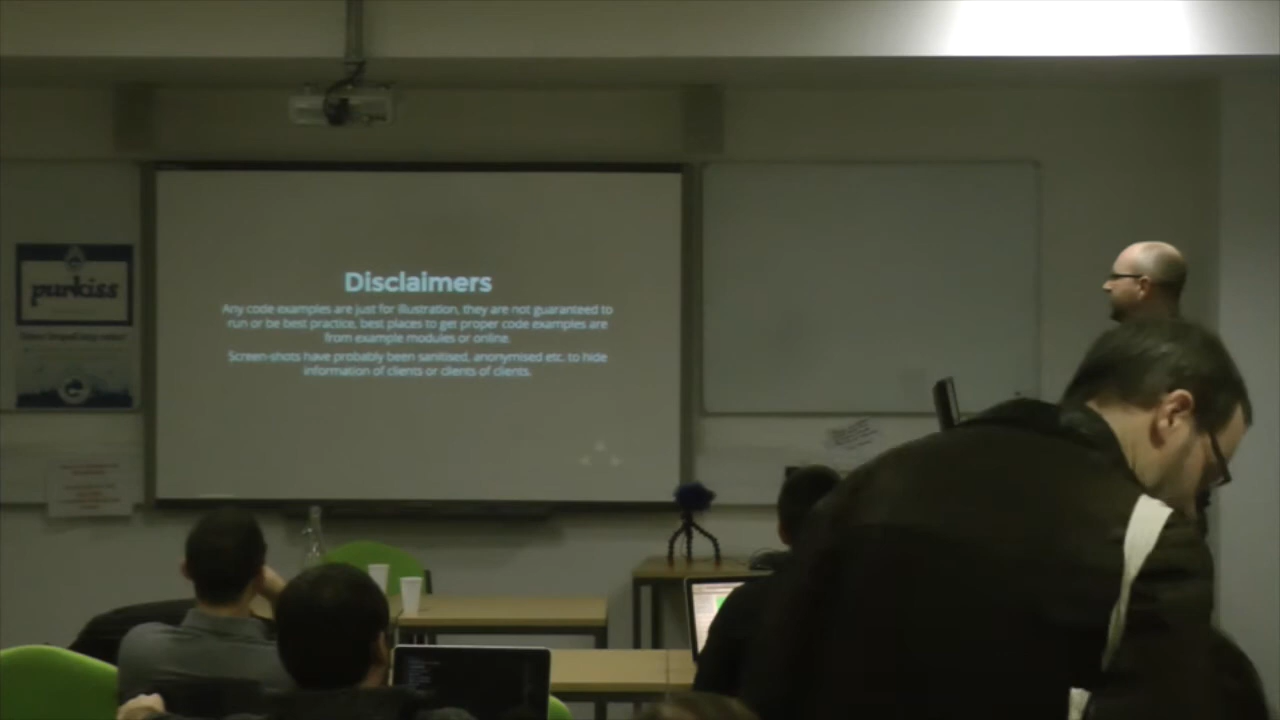 purkiss
Disclaimers
Any code examples are just for illustration, they are not guaranteed to
run or be best practice, best places to get proper code examples are
from example modules or online.
Screen-shots have probably been sanitised, anonymised etc. to hide
information of clients or clients of clients.